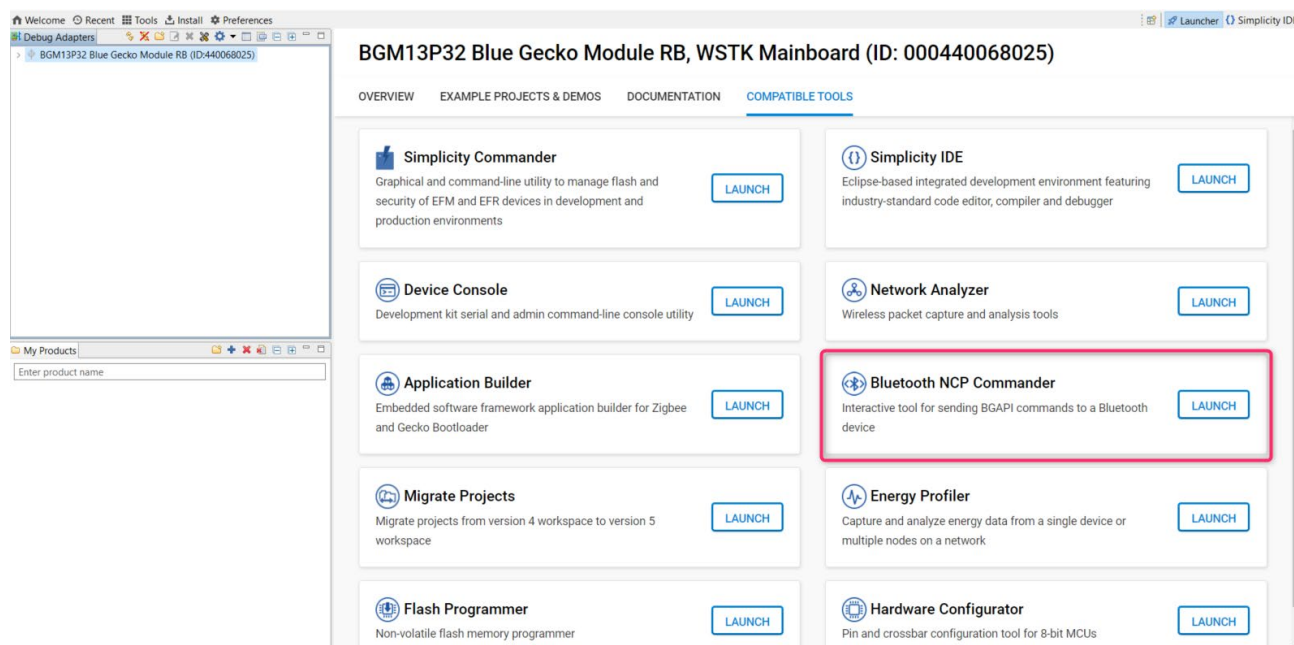 Welcome Recent Tools Install Preferences
Launcher {} Simplicity IDE
Debug Adapters
BGM13P32 Blue Gecko Module RB (ID:440068025)
My Products
Enter product name
BGM13P32 Blue Gecko Module RB, WSTK Mainboard (ID: 000440068025)
OVERVIEW EXAMPLE PROJECTS & DEMOS DOCUMENTATION COMPATIBLE TOOLS
Simplicity Commander
Graphical and command-line utility to manage flash and
security of EFM and EFR devices in development and
production environments
LAUNCH
Simplicity IDE
Eclipse-based integrated development environment featuring
industry-standard code editor, compiler and debugger
LAUNCH
Device Console
Development kit serial and admin command-line console utility
LAUNCH
Network Analyzer
Wireless packet capture and analysis tools
LAUNCH
Application Builder
Embedded software framework application builder for Zigbee
and Gecko Bootloader
LAUNCH
Bluetooth NCP Commander
Interactive tool for sending BGAPI commands to a Bluetooth
device
LAUNCH
Migrate Projects
Migrate projects from version 4 workspace to version 5
workspace
LAUNCH
Energy Profiler
Capture and analyze energy data from a single device or
multiple nodes on a network
LAUNCH
Flash Programmer
Non-volatile flash memory programmer
LAUNCH
Hardware Configurator
Pin and crossbar configuration tool for 8-bit MCUs
LAUNCH